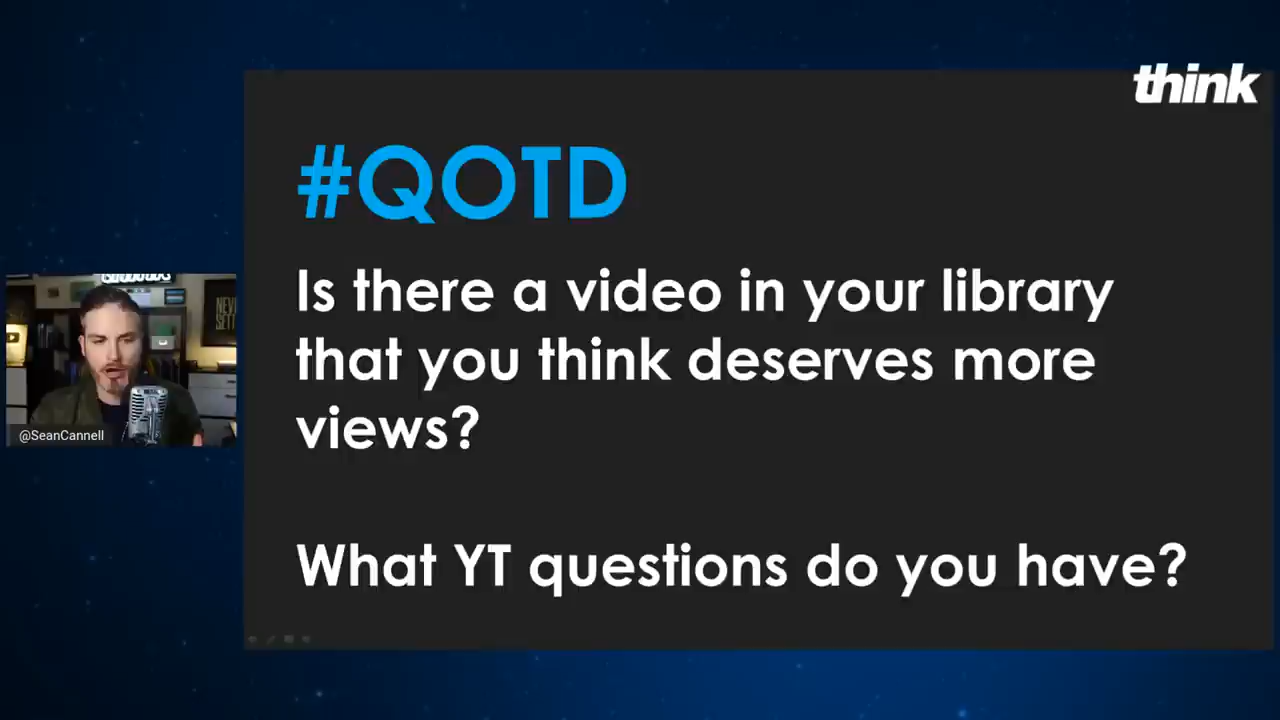 think
#QOTD
Is there a video in your library
that you think deserves more
views?
What YT questions do you have?
@SeanCannell